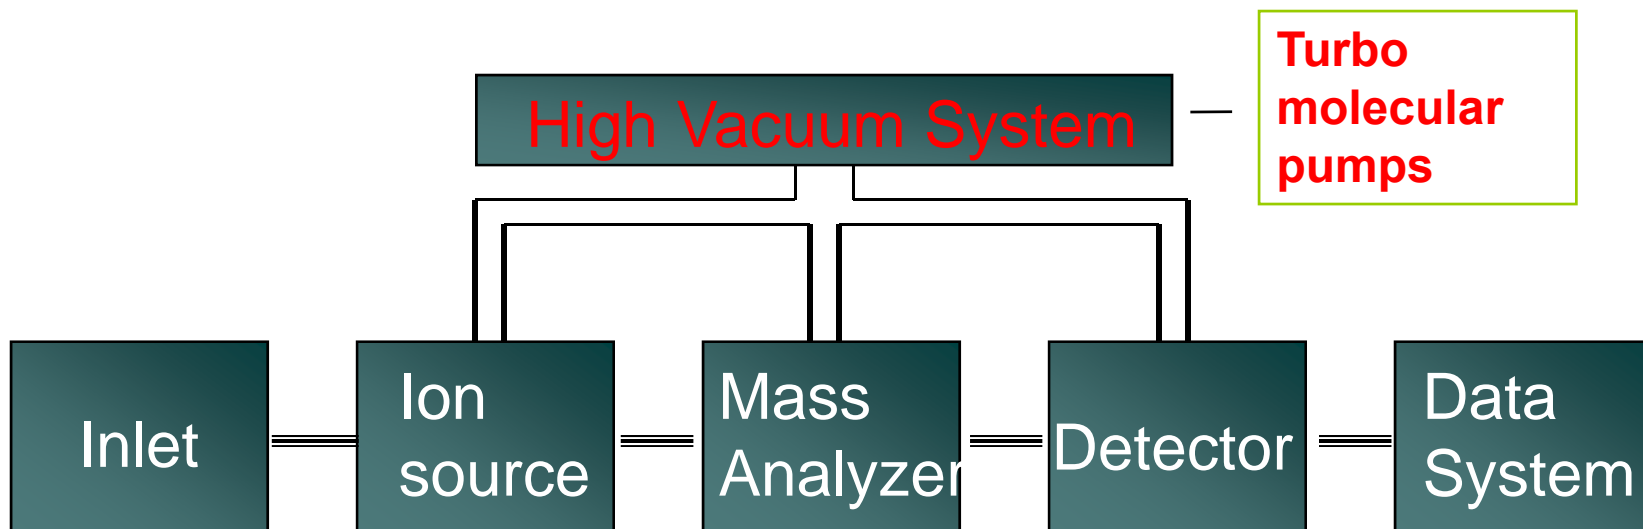 Turbo
molecular
pumps
High Vacuum System
Inlet
Ion
source
Mass
Analyzer
Detector
Data
System